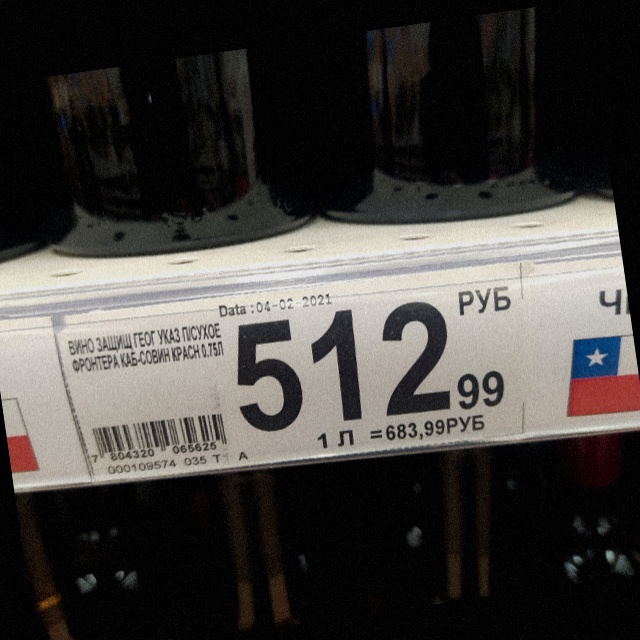 Data:04-02-2021
ВИНО ЗАЩИЩ ГЕОГ УКАЗ П\СУХОЕ
ФРОНТЕРА КАБ-СОВИН КРАСН 0.75Л
512 99 РУБ
1 Л =683,99РУБ
7 804320 065625
000109574 035 Т А